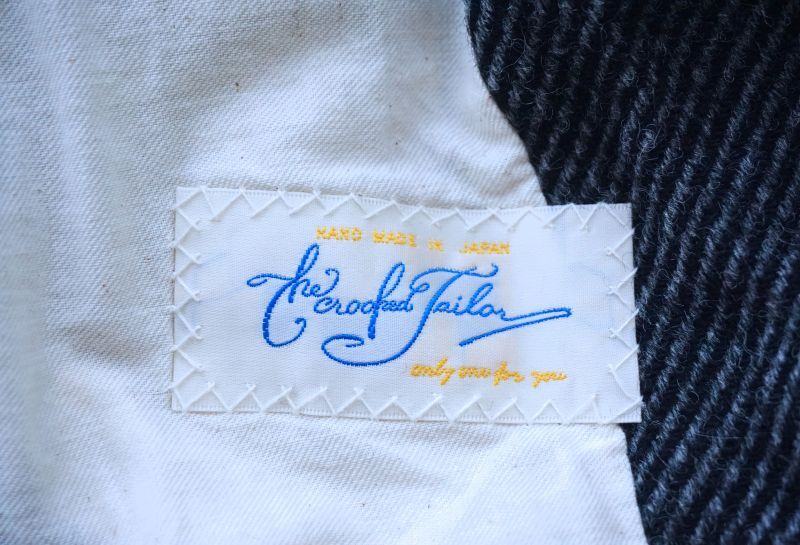 HAND MADE IN JAPAN
The Crooked Tailor
only one for you